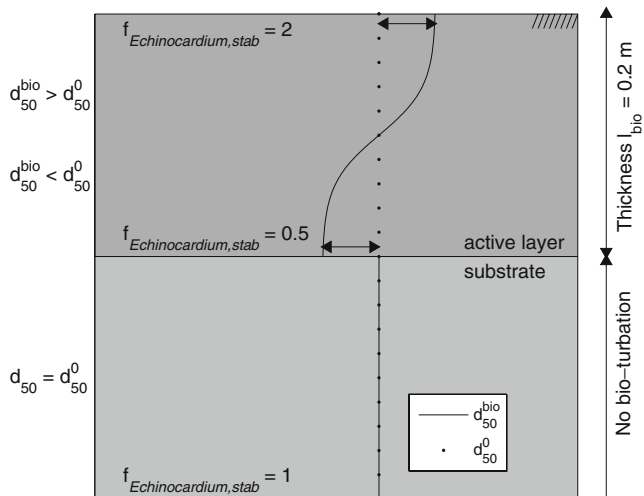 f_Echinocardium,stab = 2
d_50^bio > d_50^0
d_50^bio < d_50^0
f_Echinocardium,stab = 0.5
active layer
substrate
d_50 = d_50^0
f_Echinocardium,stab = 1
d_50^bio
d_50^0
Thickness l_bio = 0.2 m
No bio–turbation